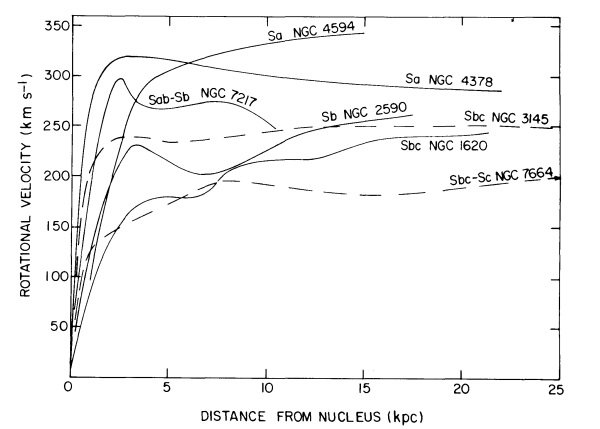 350
300
250
200
150
100
50
0
5
10
15
20
25
ROTATIONAL VELOCITY (km s⁻¹)
DISTANCE FROM NUCLEUS (kpc)
Sa NGC 4594
Sa NGC 4378
Sab-Sb NGC 7217
Sb NGC 2590
Sbc NGC 3145
Sbc NGC 1620
Sbc-Sc NGC 7664